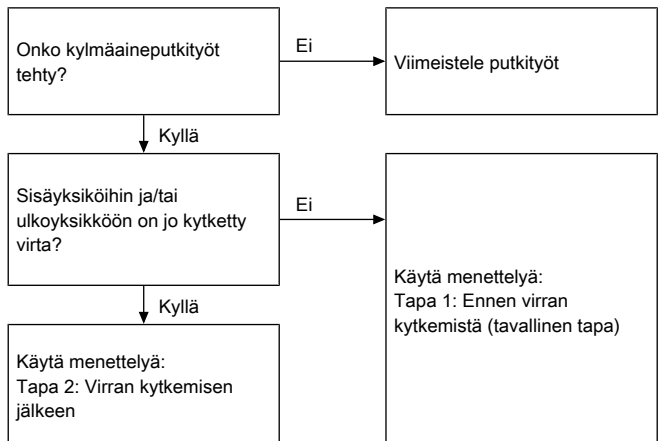 Onko kylmäaineputkityöt
tehty?
Ei
Viimeistele putkityöt
Kyllä
Sisäyksiköihin ja/tai
ulkoyksikköön on jo kytketty
virta?
Ei
Käytä menettelyä:
Tapa 1: Ennen virran
kytkemistä (tavallinen tapa)
Kyllä
Käytä menettelyä:
Tapa 2: Virran kytkemisen
jälkeen